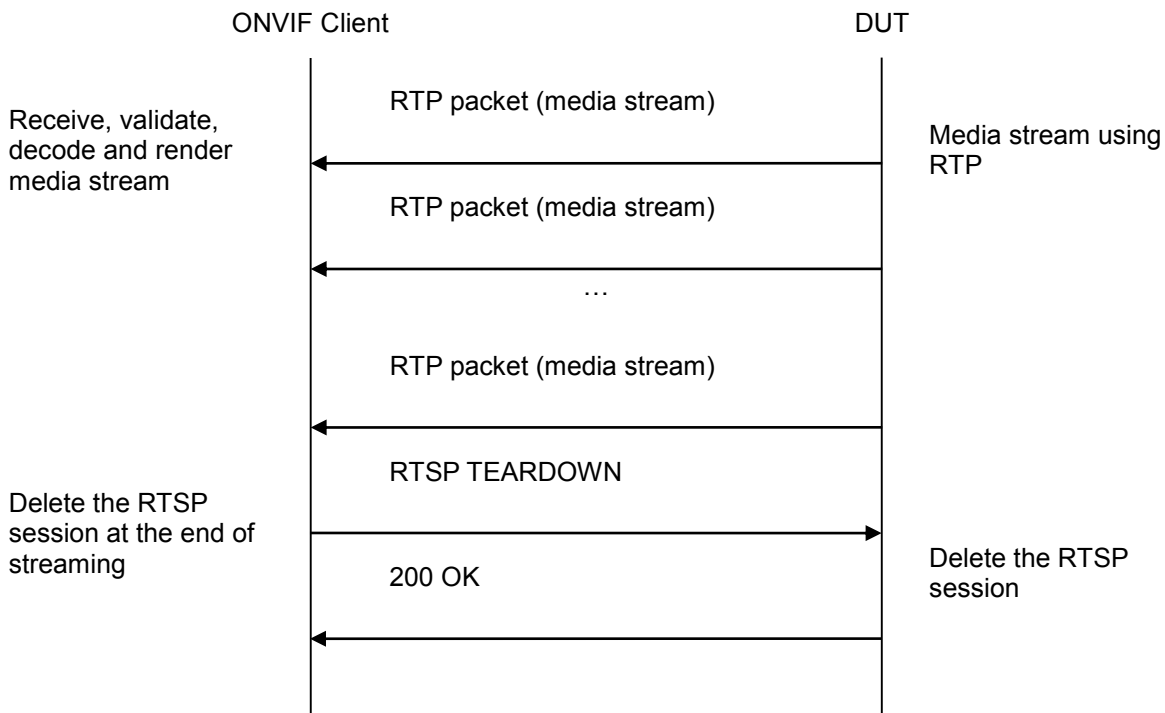 ONVIF Client
DUT
RTP packet (media stream)
Receive, validate,
decode and render
media stream
Media stream using
RTP
RTP packet (media stream)
…
RTP packet (media stream)
RTSP TEARDOWN
Delete the RTSP
session at the end of
streaming
200 OK
Delete the RTSP
session